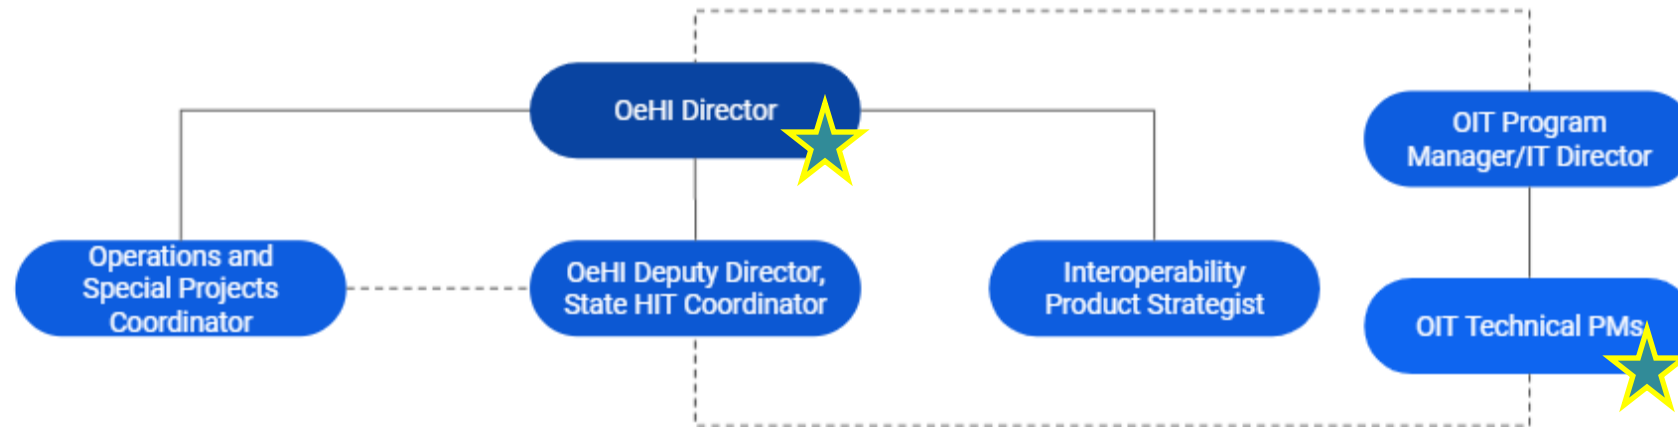 OeHI Director
OIT Program
Manager/IT Director
Operations and
Special Projects
Coordinator
OeHI Deputy Director,
State HIT Coordinator
Interoperability
Product Strategist
OIT Technical PMs